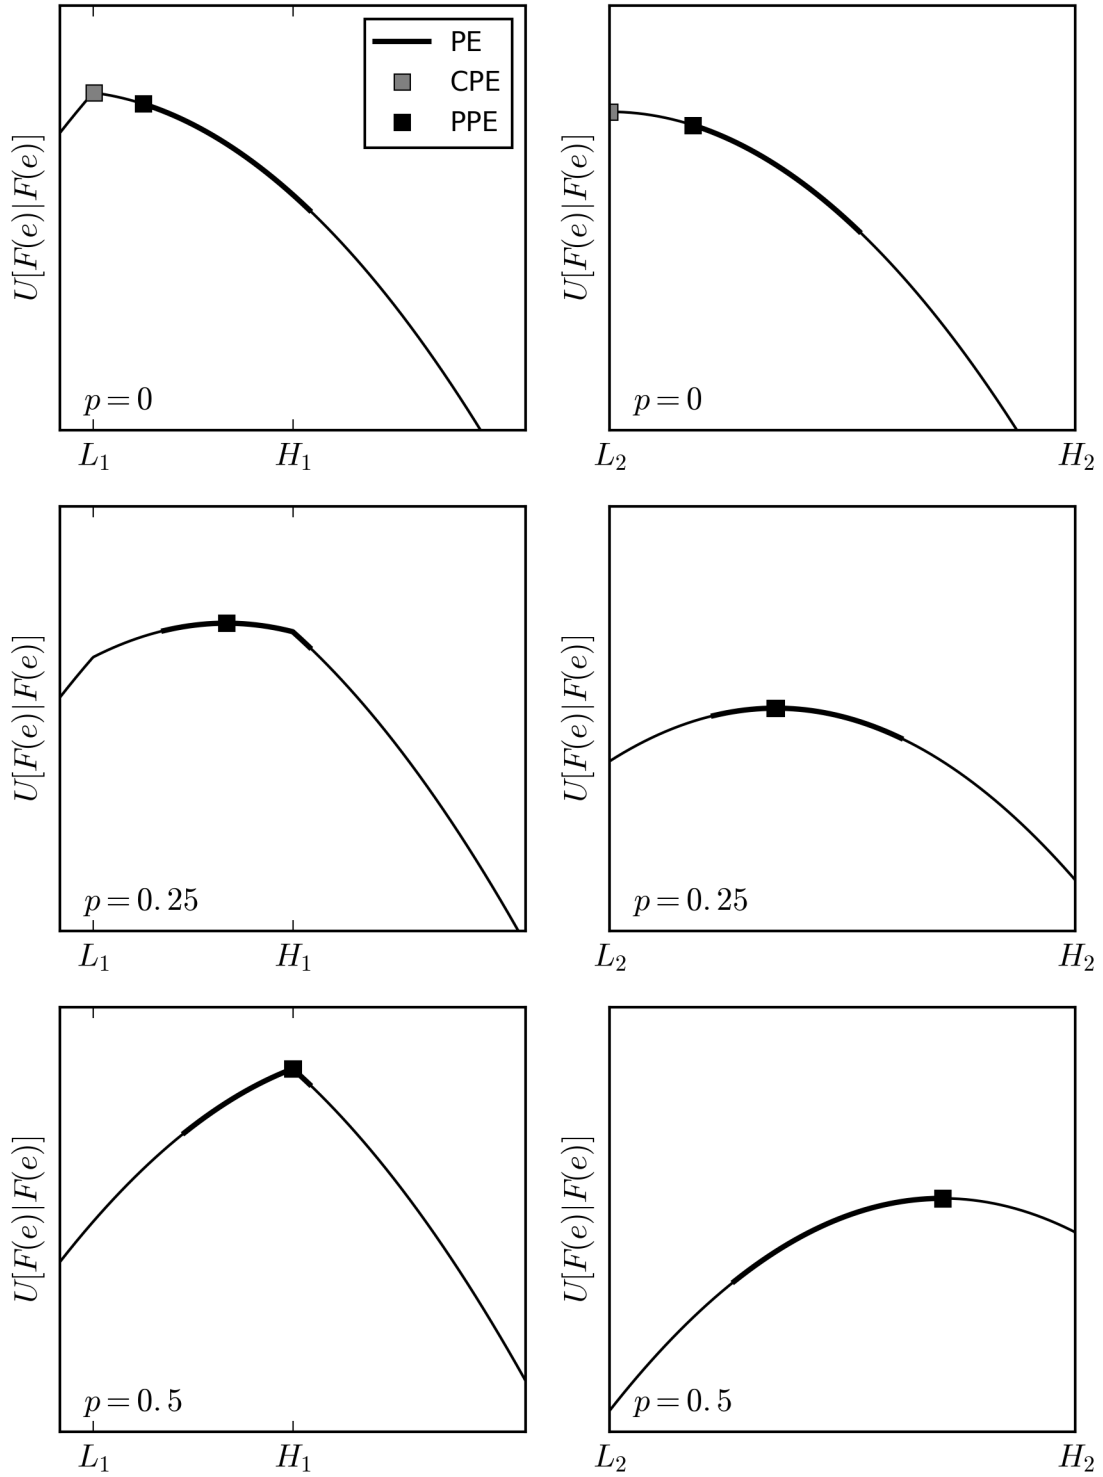 PE
CPE
PPE
U[F(e)|F(e)]
p = 0
L₁ H₁
U[F(e)|F(e)]
p = 0
L₂ H₂
U[F(e)|F(e)]
p = 0.25
L₁ H₁
U[F(e)|F(e)]
p = 0.25
L₂ H₂
U[F(e)|F(e)]
p = 0.5
L₁ H₁
U[F(e)|F(e)]
p = 0.5
L₂ H₂